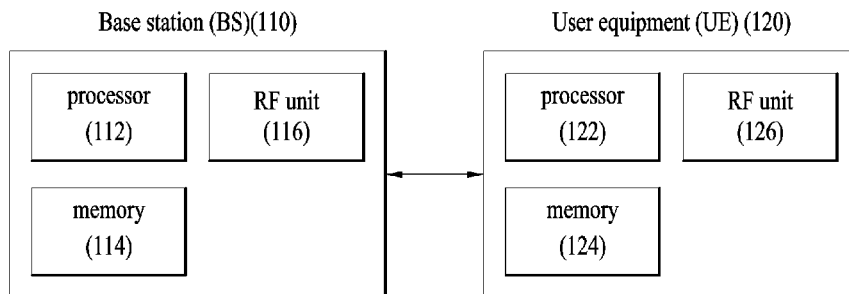 Base station (BS)(110)
User equipment (UE) (120)
processor
(112)
RF unit
(116)
memory
(114)
processor
(122)
RF unit
(126)
memory
(124)